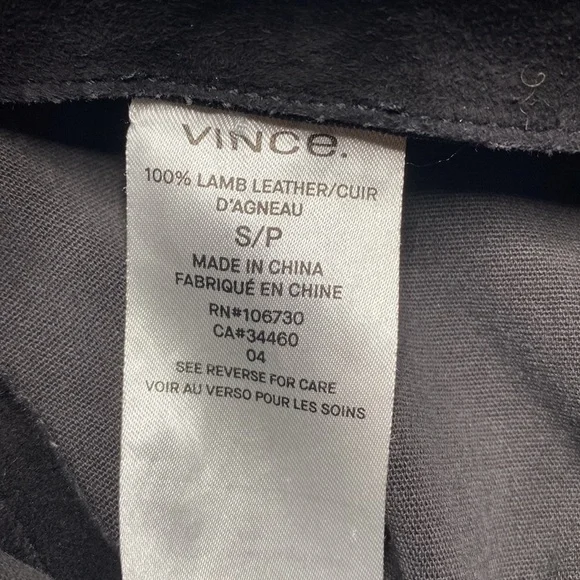 VINCe.
100% LAMB LEATHER/CUIR
D'AGNEAU
S/P
MADE IN CHINA
FABRIQUÉ EN CHINE
RN#106730
CA#34460
04
SEE REVERSE FOR CARE
VOIR AU VERSO POUR LES SOINS